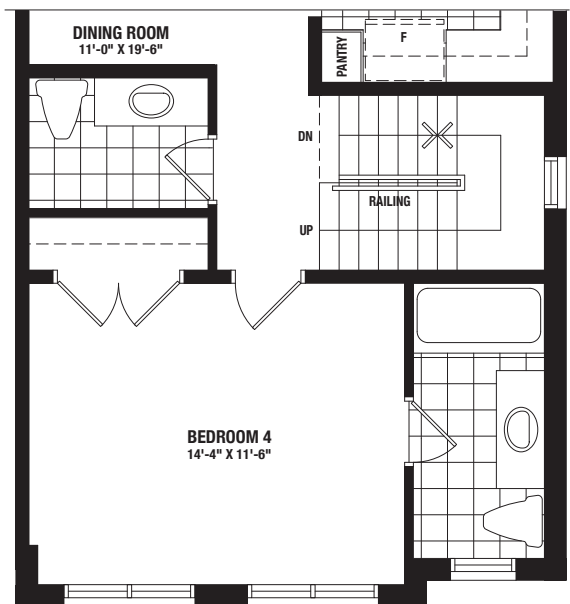 DINING ROOM
11'-0" X 19'-6"
PANTRY
F
DN
RAILING
UP
BEDROOM 4
14'-4" X 11'-6"